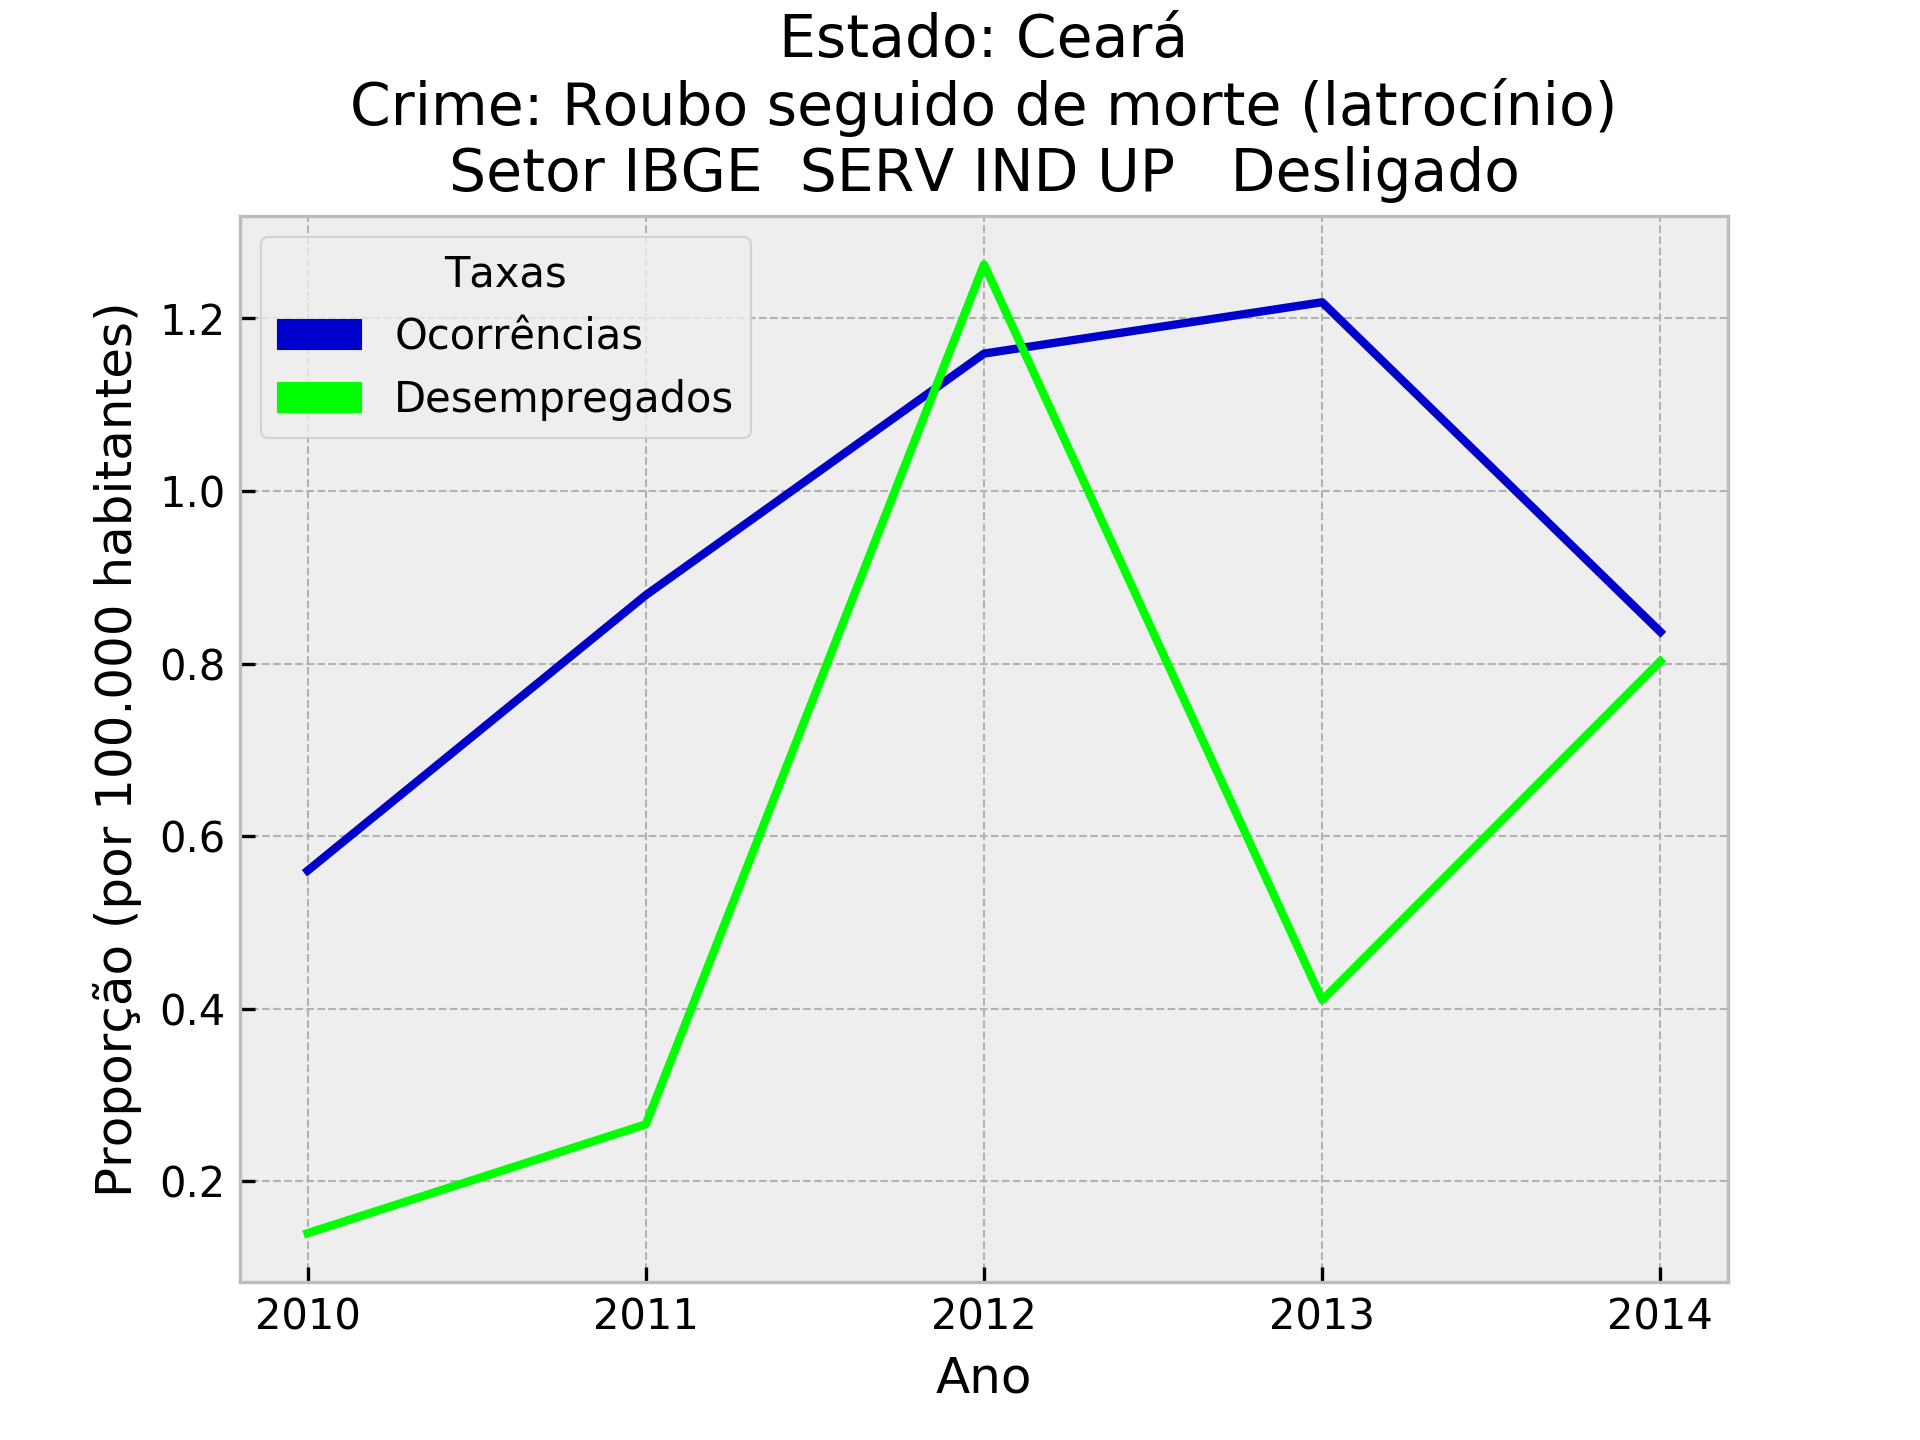 Estado: Ceará
Crime: Roubo seguido de morte (latrocínio)
Setor IBGE  SERV IND UP   Desligado
Taxas
Ocorrências
Desempregados
Proporção (por 100.000 habitantes)
1.2
1.0
0.8
0.6
0.4
0.2
2010 2011 2012 2013 2014
Ano